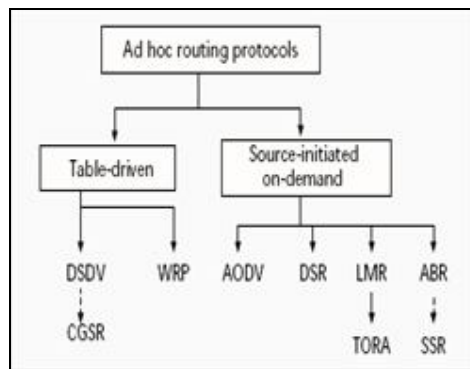 Ad hoc routing protocols
Table-driven
Source-initiated
on-demand
DSDV WRP AODV DSR LMR ABR
CGSR TORA SSR